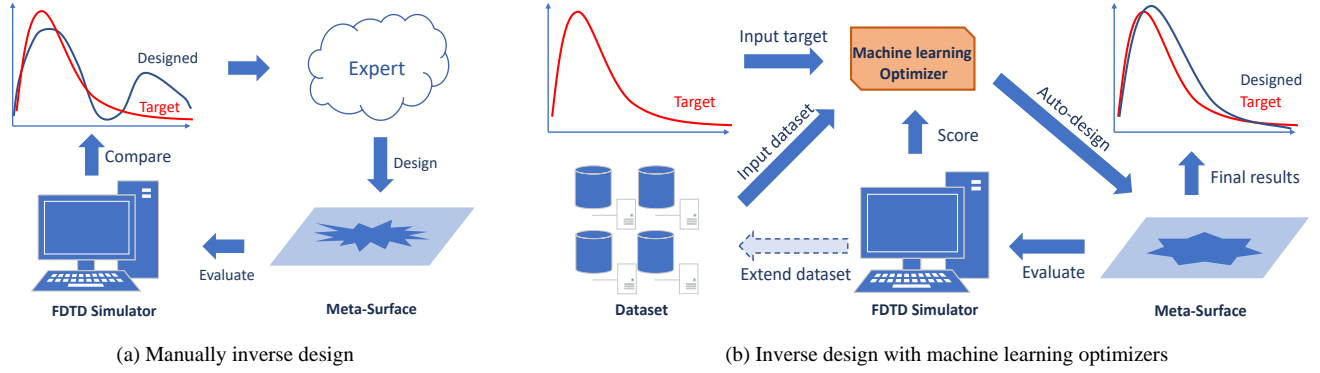 Designed
Target
Compare
Expert
Design
Evaluate
FDTD Simulator
Meta-Surface
(a) Manually inverse design
Input target
Machine learning
Optimizer
Target
Input dataset
Score
Auto-design
Designed
Target
Final results
Extend dataset
Evaluate
Dataset
FDTD Simulator
Meta-Surface
(b) Inverse design with machine learning optimizers